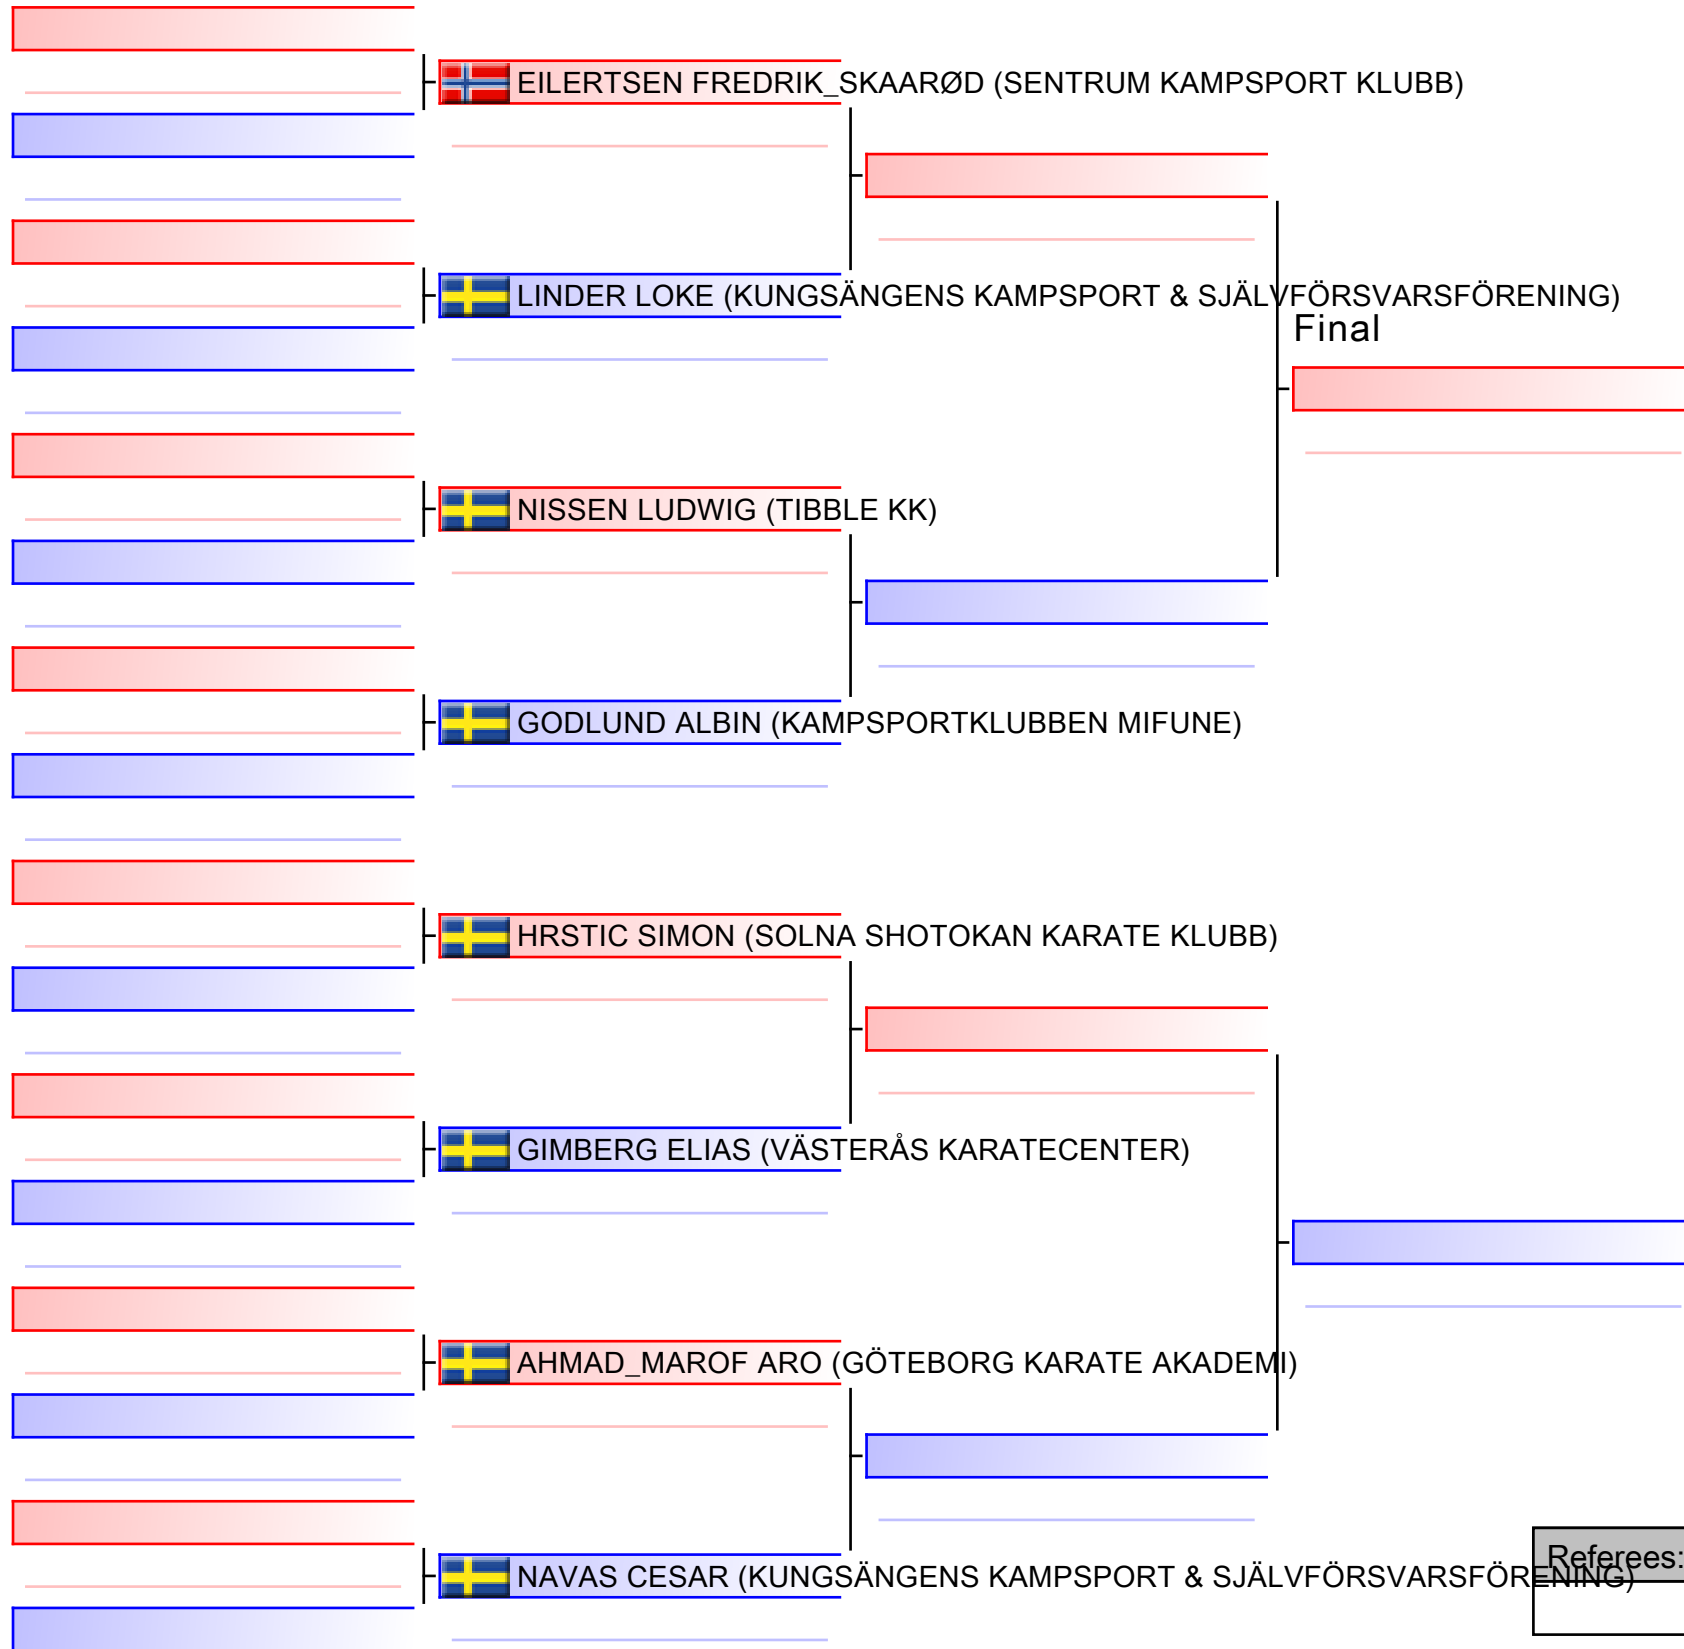 EILERTSEN FREDRIK_SKAARØD (SENTRUM KAMPSPORT KLUBB)
LINDER LOKE (KUNGSÄNGENS KAMPSPORT & SJÄLVFÖRSVARSFÖRENING)
Final
NISSEN LUDWIG (TIBBLE KK)
GODLUND ALBIN (KAMPSPORTKLUBBEN MIFUNE)
HRSTIC SIMON (SOLNA SHOTOKAN KARATE KLUBB)
GIMBERG ELIAS (VÄSTERÅS KARATECENTER)
AHMAD_MAROF ARO (GÖTEBORG KARATE AKADEMI)
Referees:
NAVAS CESAR (KUNGSÄNGENS KAMPSPORT & SJÄLVFÖRSVARSFÖRENING)